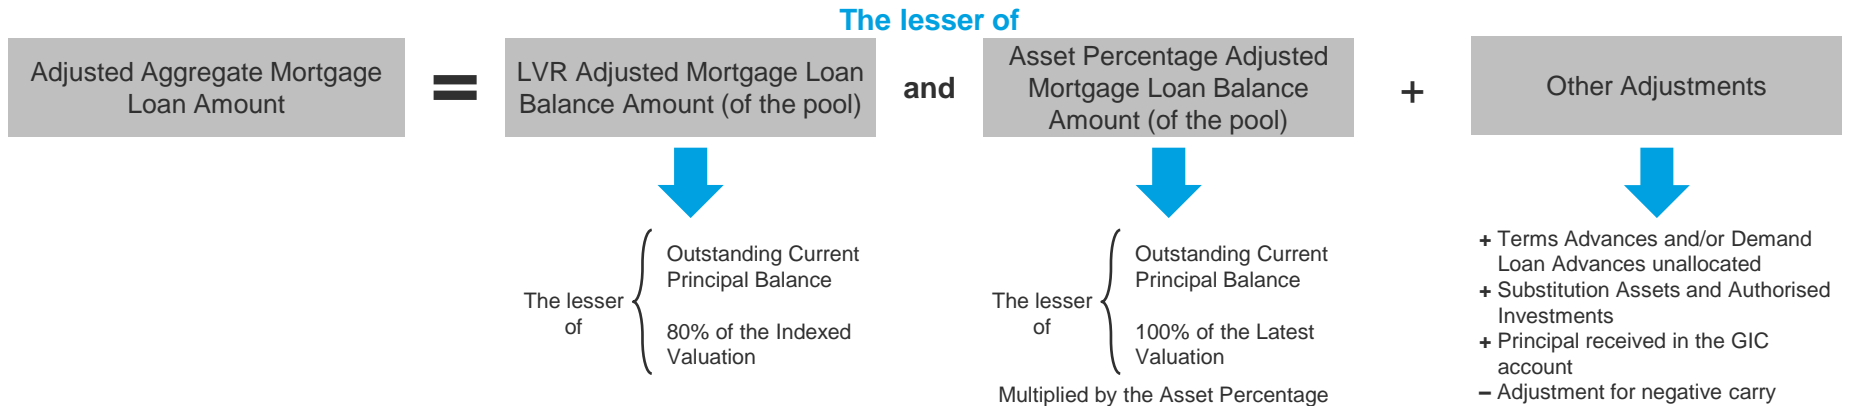 The lesser of
Adjusted Aggregate Mortgage
Loan Amount
=
LVR Adjusted Mortgage Loan
Balance Amount (of the pool)
and
Asset Percentage Adjusted
Mortgage Loan Balance
Amount (of the pool)
+
Other Adjustments
The lesser
of
Outstanding Current
Principal Balance
80% of the Indexed
Valuation
The lesser
of
Outstanding Current
Principal Balance
100% of the Latest
Valuation
Multiplied by the Asset Percentage
+ Terms Advances and/or Demand
Loan Advances unallocated
+ Substitution Assets and Authorised
Investments
+ Principal received in the GIC
account
– Adjustment for negative carry